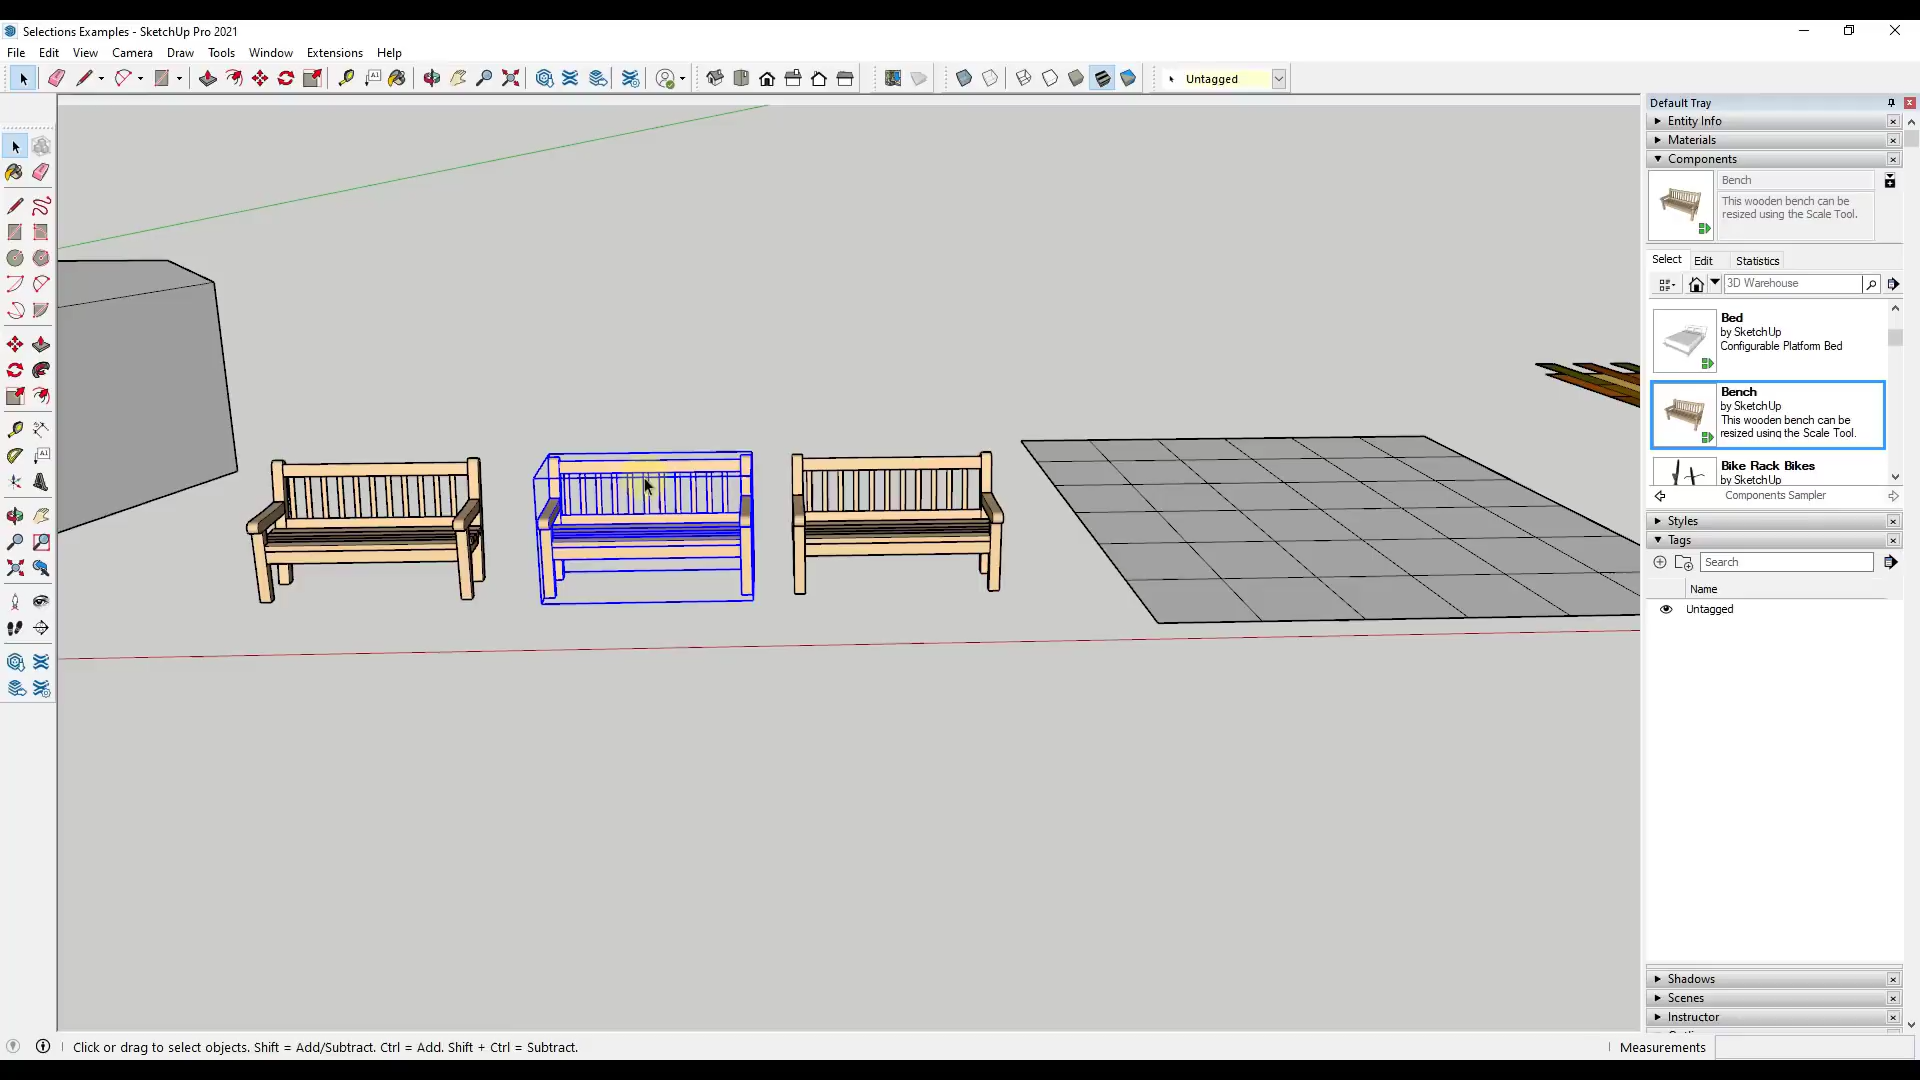 Selections Examples - SketchUp Pro 2021
File Edit View Camera Draw Tools Window Extensions Help
Untagged
Default Tray
Entity Info
Materials
Components
Bench
This wooden bench can be
resized using the Scale Tool.
Select Edit Statistics
3D Warehouse
Bed
by SketchUp
Configurable Platform Bed
Bench
by SketchUp
This wooden bench can be
resized using the Scale Tool.
Bike Rack Bikes
by SketchUp
Components Sampler
Styles
Tags
Search
Name
Untagged
Shadows
Scenes
Instructor
Click or drag to select objects. Shift = Add/Subtract. Ctrl = Add. Shift + Ctrl = Subtract.
Measurements